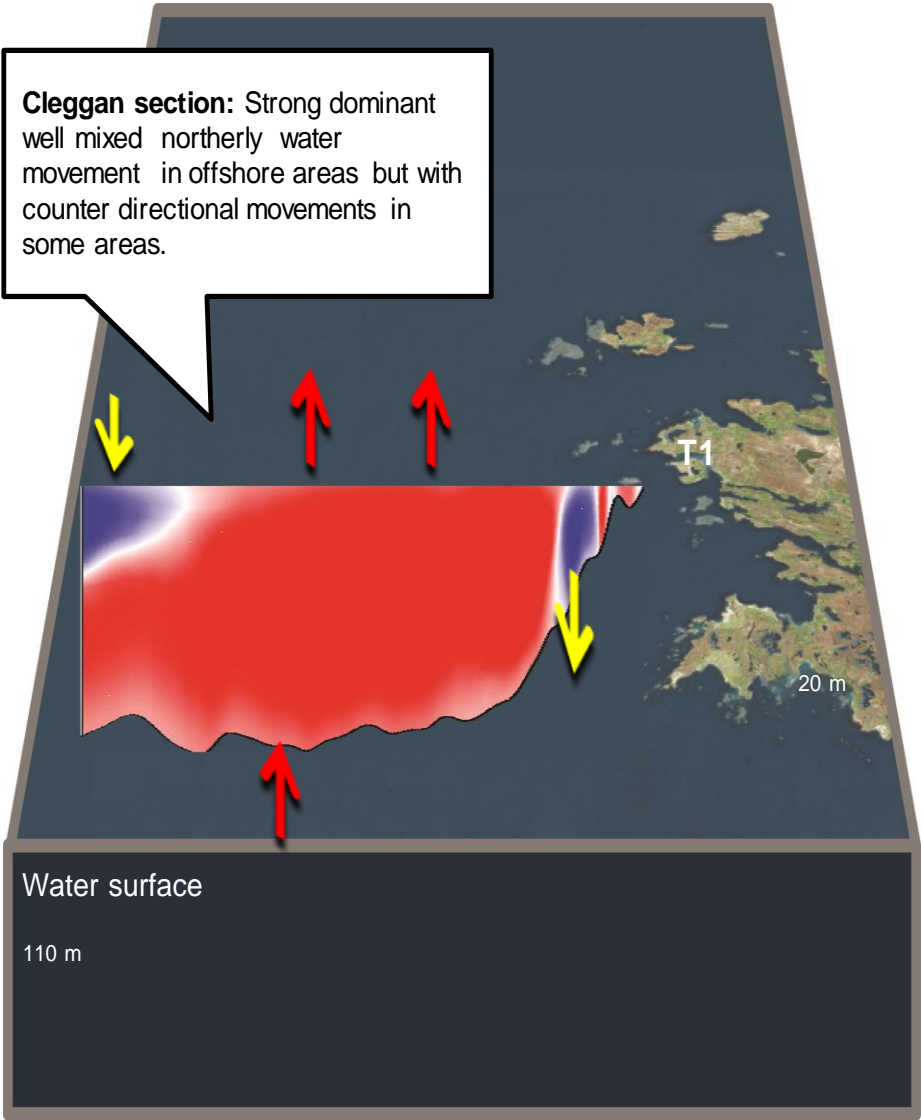 Cleggan section: Strong dominant
well mixed northerly water
movement in offshore areas but with
counter directional movements in
some areas.
T1
20 m
Water surface
110 m